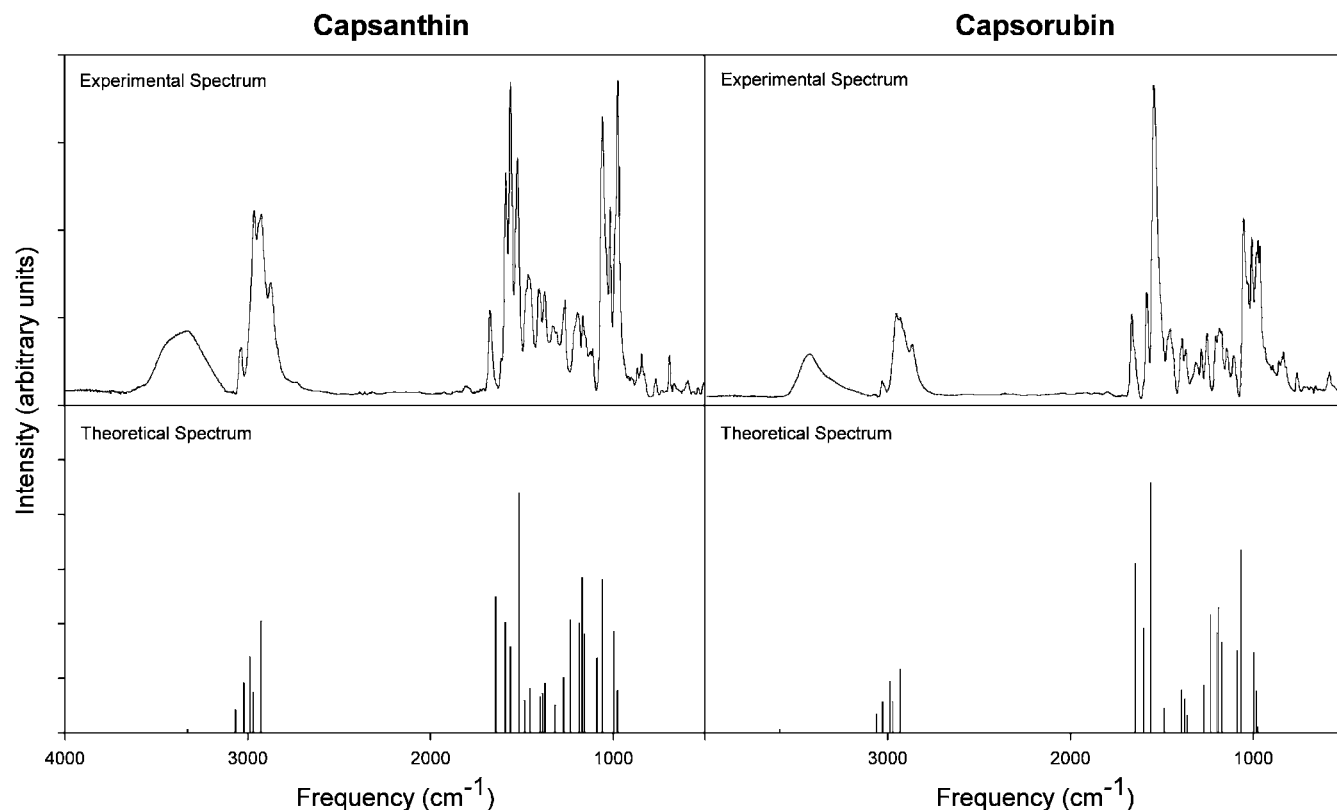 Capsanthin Capsorubin
Experimental Spectrum Experimental Spectrum
Theoretical Spectrum Theoretical Spectrum
Intensity (arbitrary units)
4000 3000 2000 1000 3000 2000 1000
Frequency (cm⁻¹) Frequency (cm⁻¹)